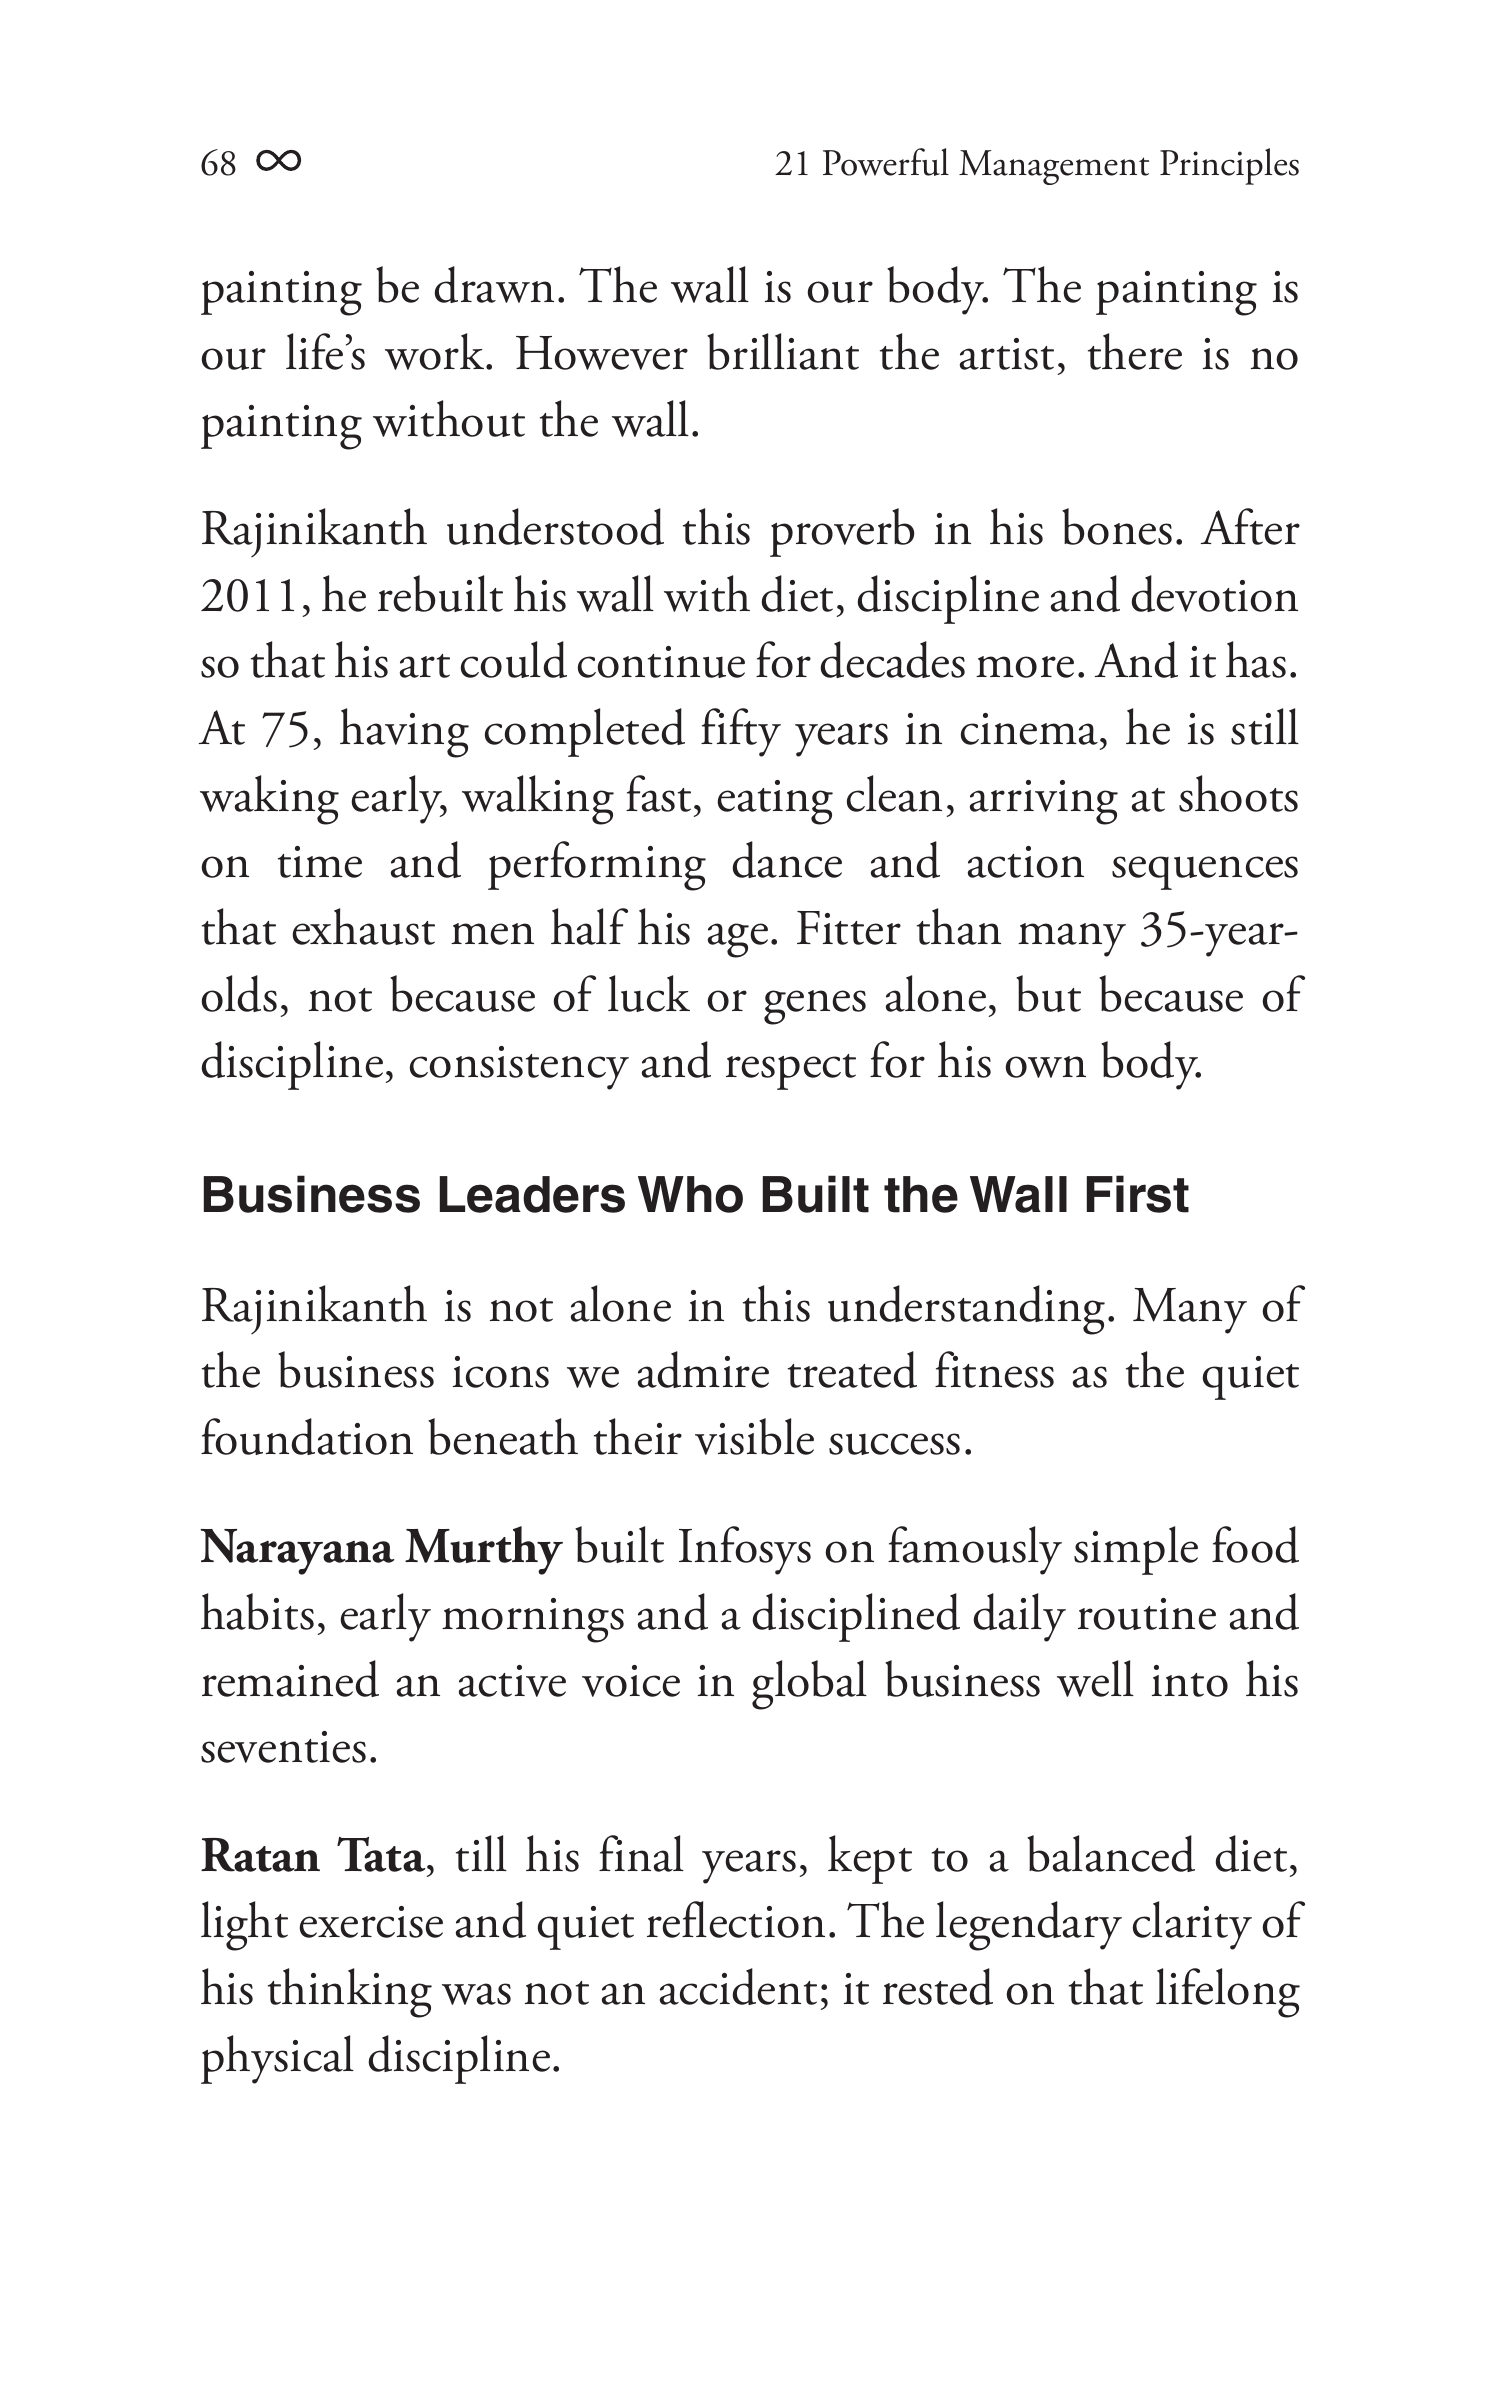 68 ∞ 21 Powerful Management Principles
painting be drawn. The wall is our body. The painting is
our life’s work. However brilliant the artist, there is no
painting without the wall.
Rajinikanth understood this proverb in his bones. After
2011, he rebuilt his wall with diet, discipline and devotion
so that his art could continue for decades more. And it has.
At 75, having completed fifty years in cinema, he is still
waking early, walking fast, eating clean, arriving at shoots
on time and performing dance and action sequences
that exhaust men half his age. Fitter than many 35-year-
olds, not because of luck or genes alone, but because of
discipline, consistency and respect for his own body.
Business Leaders Who Built the Wall First
Rajinikanth is not alone in this understanding. Many of
the business icons we admire treated fitness as the quiet
foundation beneath their visible success.
Narayana Murthy built Infosys on famously simple food
habits, early mornings and a disciplined daily routine and
remained an active voice in global business well into his
seventies.
Ratan Tata, till his final years, kept to a balanced diet,
light exercise and quiet reflection. The legendary clarity of
his thinking was not an accident; it rested on that lifelong
physical discipline.